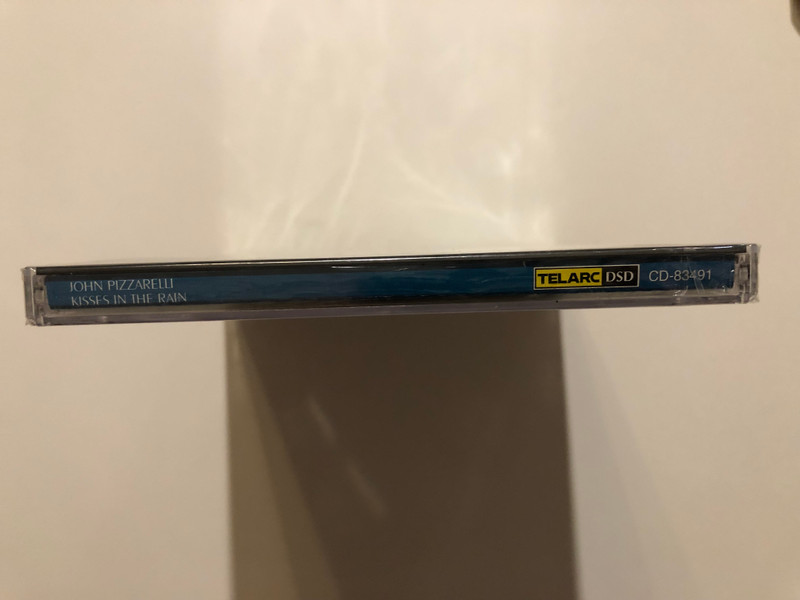 JOHN PIZZARELLI
KISSES IN THE RAIN
TELARC DSD CD-83491